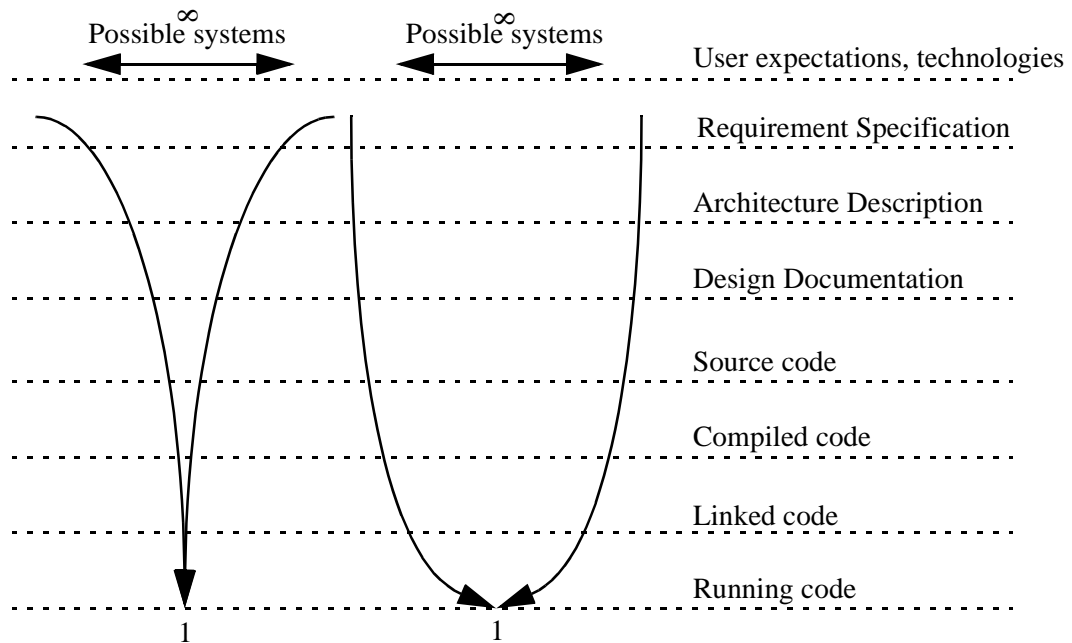 ∞ ∞
Possible systems Possible systems
User expectations, technologies
Requirement Specification
Architecture Description
Design Documentation
Source code
Compiled code
Linked code
Running code
1 1